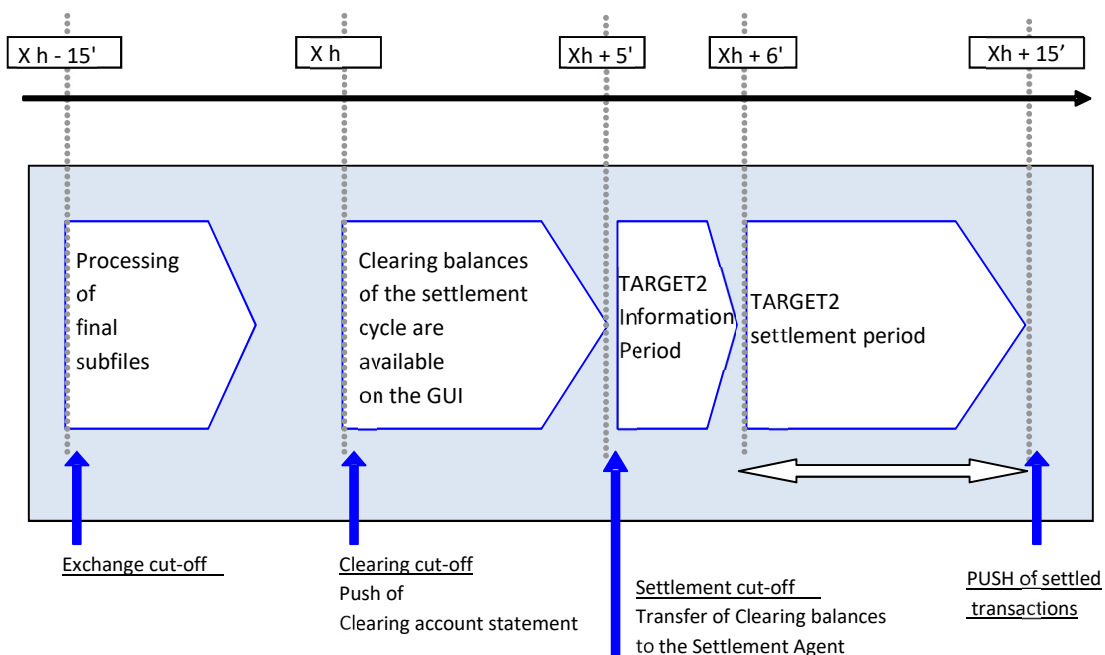 X h - 15'
X h
Xh + 5'
Xh + 6'
Xh + 15’
Processing
of
final
subfiles
Clearing balances
of the settlement
cycle are
available
on the GUI
TARGET2
Information
Period
TARGET2
settlement period
Exchange cut-off
Clearing cut-off
Push of
Clearing account statement
Settlement cut-off
Transfer of Clearing balances
to the Settlement Agent
PUSH of settled
transactions